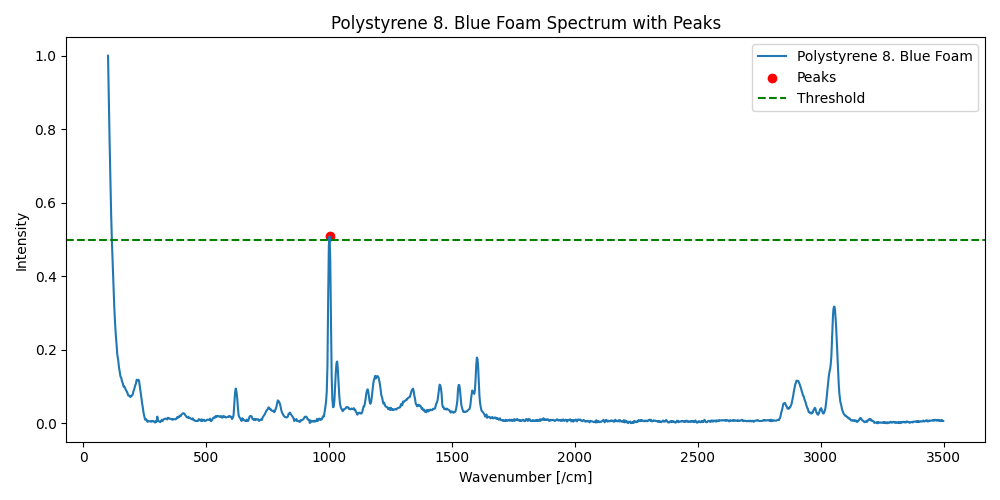 Polystyrene 8. Blue Foam Spectrum with Peaks
Polystyrene 8. Blue Foam
Peaks
Threshold
1.0
0.8
0.6
0.4
0.2
0.0
Intensity
0 500 1000 1500 2000 2500 3000 3500
Wavenumber [/cm]